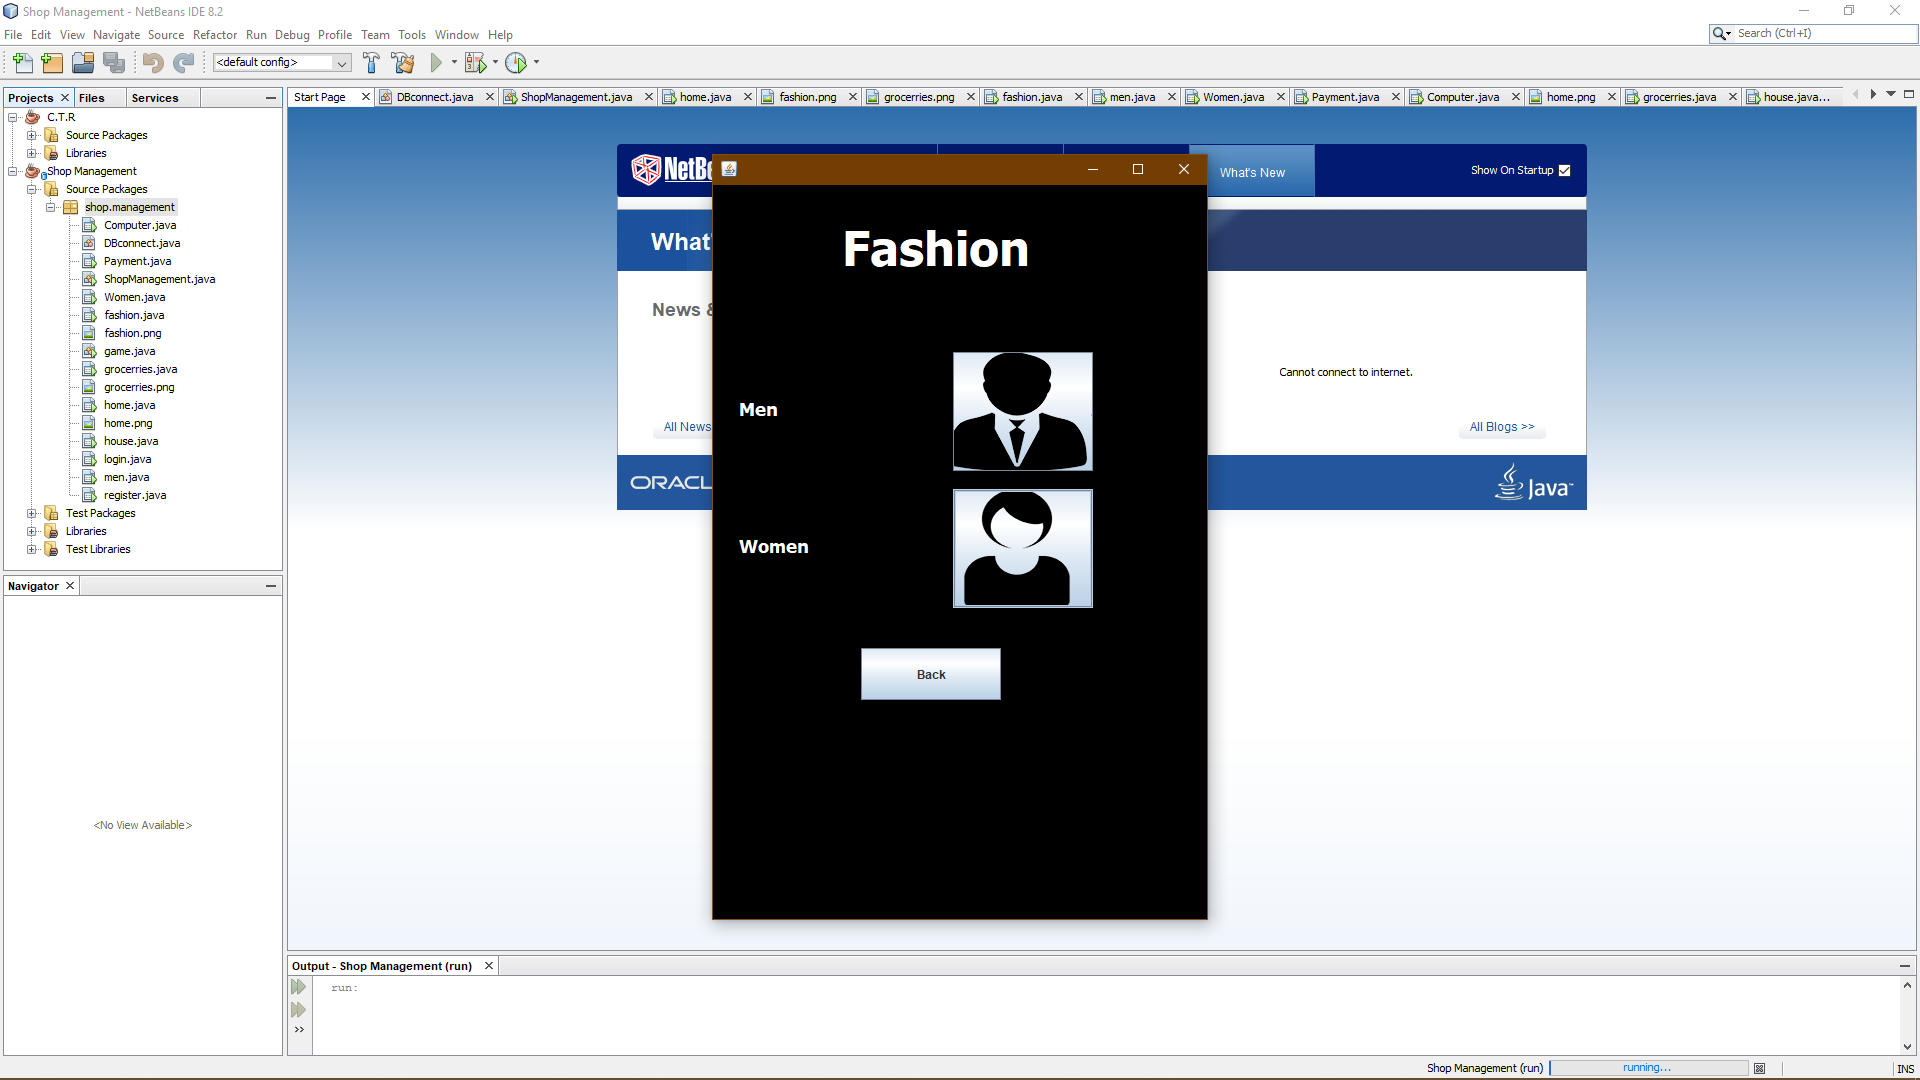 Shop Management - NetBeans IDE 8.2
File Edit View Navigate Source Refactor Run Debug Profile Team Tools Window Help
Search (Ctrl+I)
<default config>
Projects Files Services
Start Page DBconnect.java ShopManagement.java home.java fashion.png grocerries.png fashion.java men.java Women.java Payment.java Computer.java home.png grocerries.java house.java...
C.T.R
Source Packages
Libraries
Shop Management
Source Packages
shop.management
Computer.java
DBconnect.java
Payment.java
ShopManagement.java
Women.java
fashion.java
fashion.png
game.java
grocerries.java
grocerries.png
home.java
home.png
house.java
login.java
men.java
register.java
Test Packages
Libraries
Test Libraries
Navigator
<No View Available>
NetBe
What's New
Show On Startup
What'
News &
Cannot connect to internet.
All News
All Blogs >>
ORACL
Java
Fashion
Men
Women
Back
Output - Shop Management (run)
run:
Shop Management (run)
running...
INS